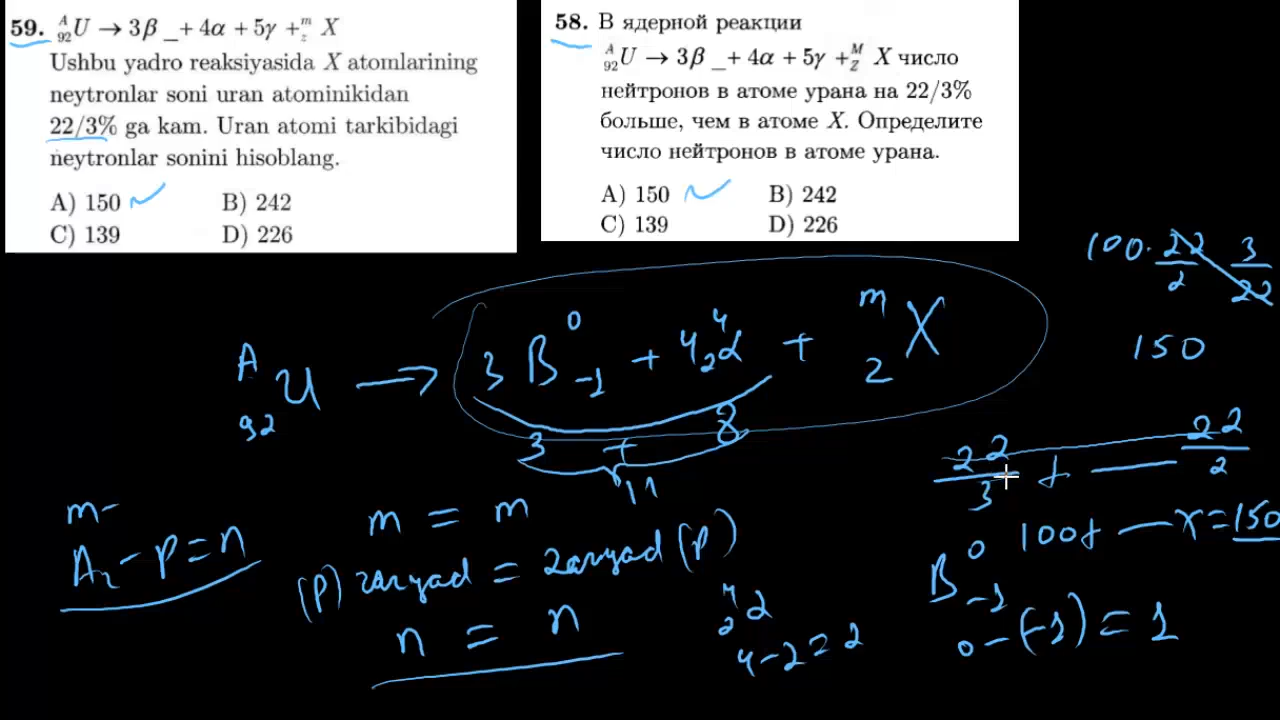 59. ᴬ₉₂U → 3β _ + 4α + 5γ +ᵐ_z X
Ushbu yadro reaksiyasida X atomlarining
neytronlar soni uran atominikidan
22/3% ga kam. Uran atomi tarkibidagi
neytronlar sonini hisoblang.
A) 150 B) 242
C) 139 D) 226
58. В ядерной реакции
ᴬ₉₂U → 3β _ + 4α + 5γ +ᴹ_Z X число
нейтронов в атоме урана на 22/3%
больше, чем в атоме X. Определите
число нейтронов в атоме урана.
A) 150 B) 242
C) 139 D) 226
100 · 22/2 3/22
150
A 92 U → 3 B 0 -1 + 4 4 2 α + m 2 X
3 + 8
11
22/3 % — 22/2
100% — x = 150
m-
Ar - p = n
m = m
(p) zaryad = zaryad (p)
n = n
4 2 α
4 - 2 = 2
B 0 -1
0 - (-1) = 1